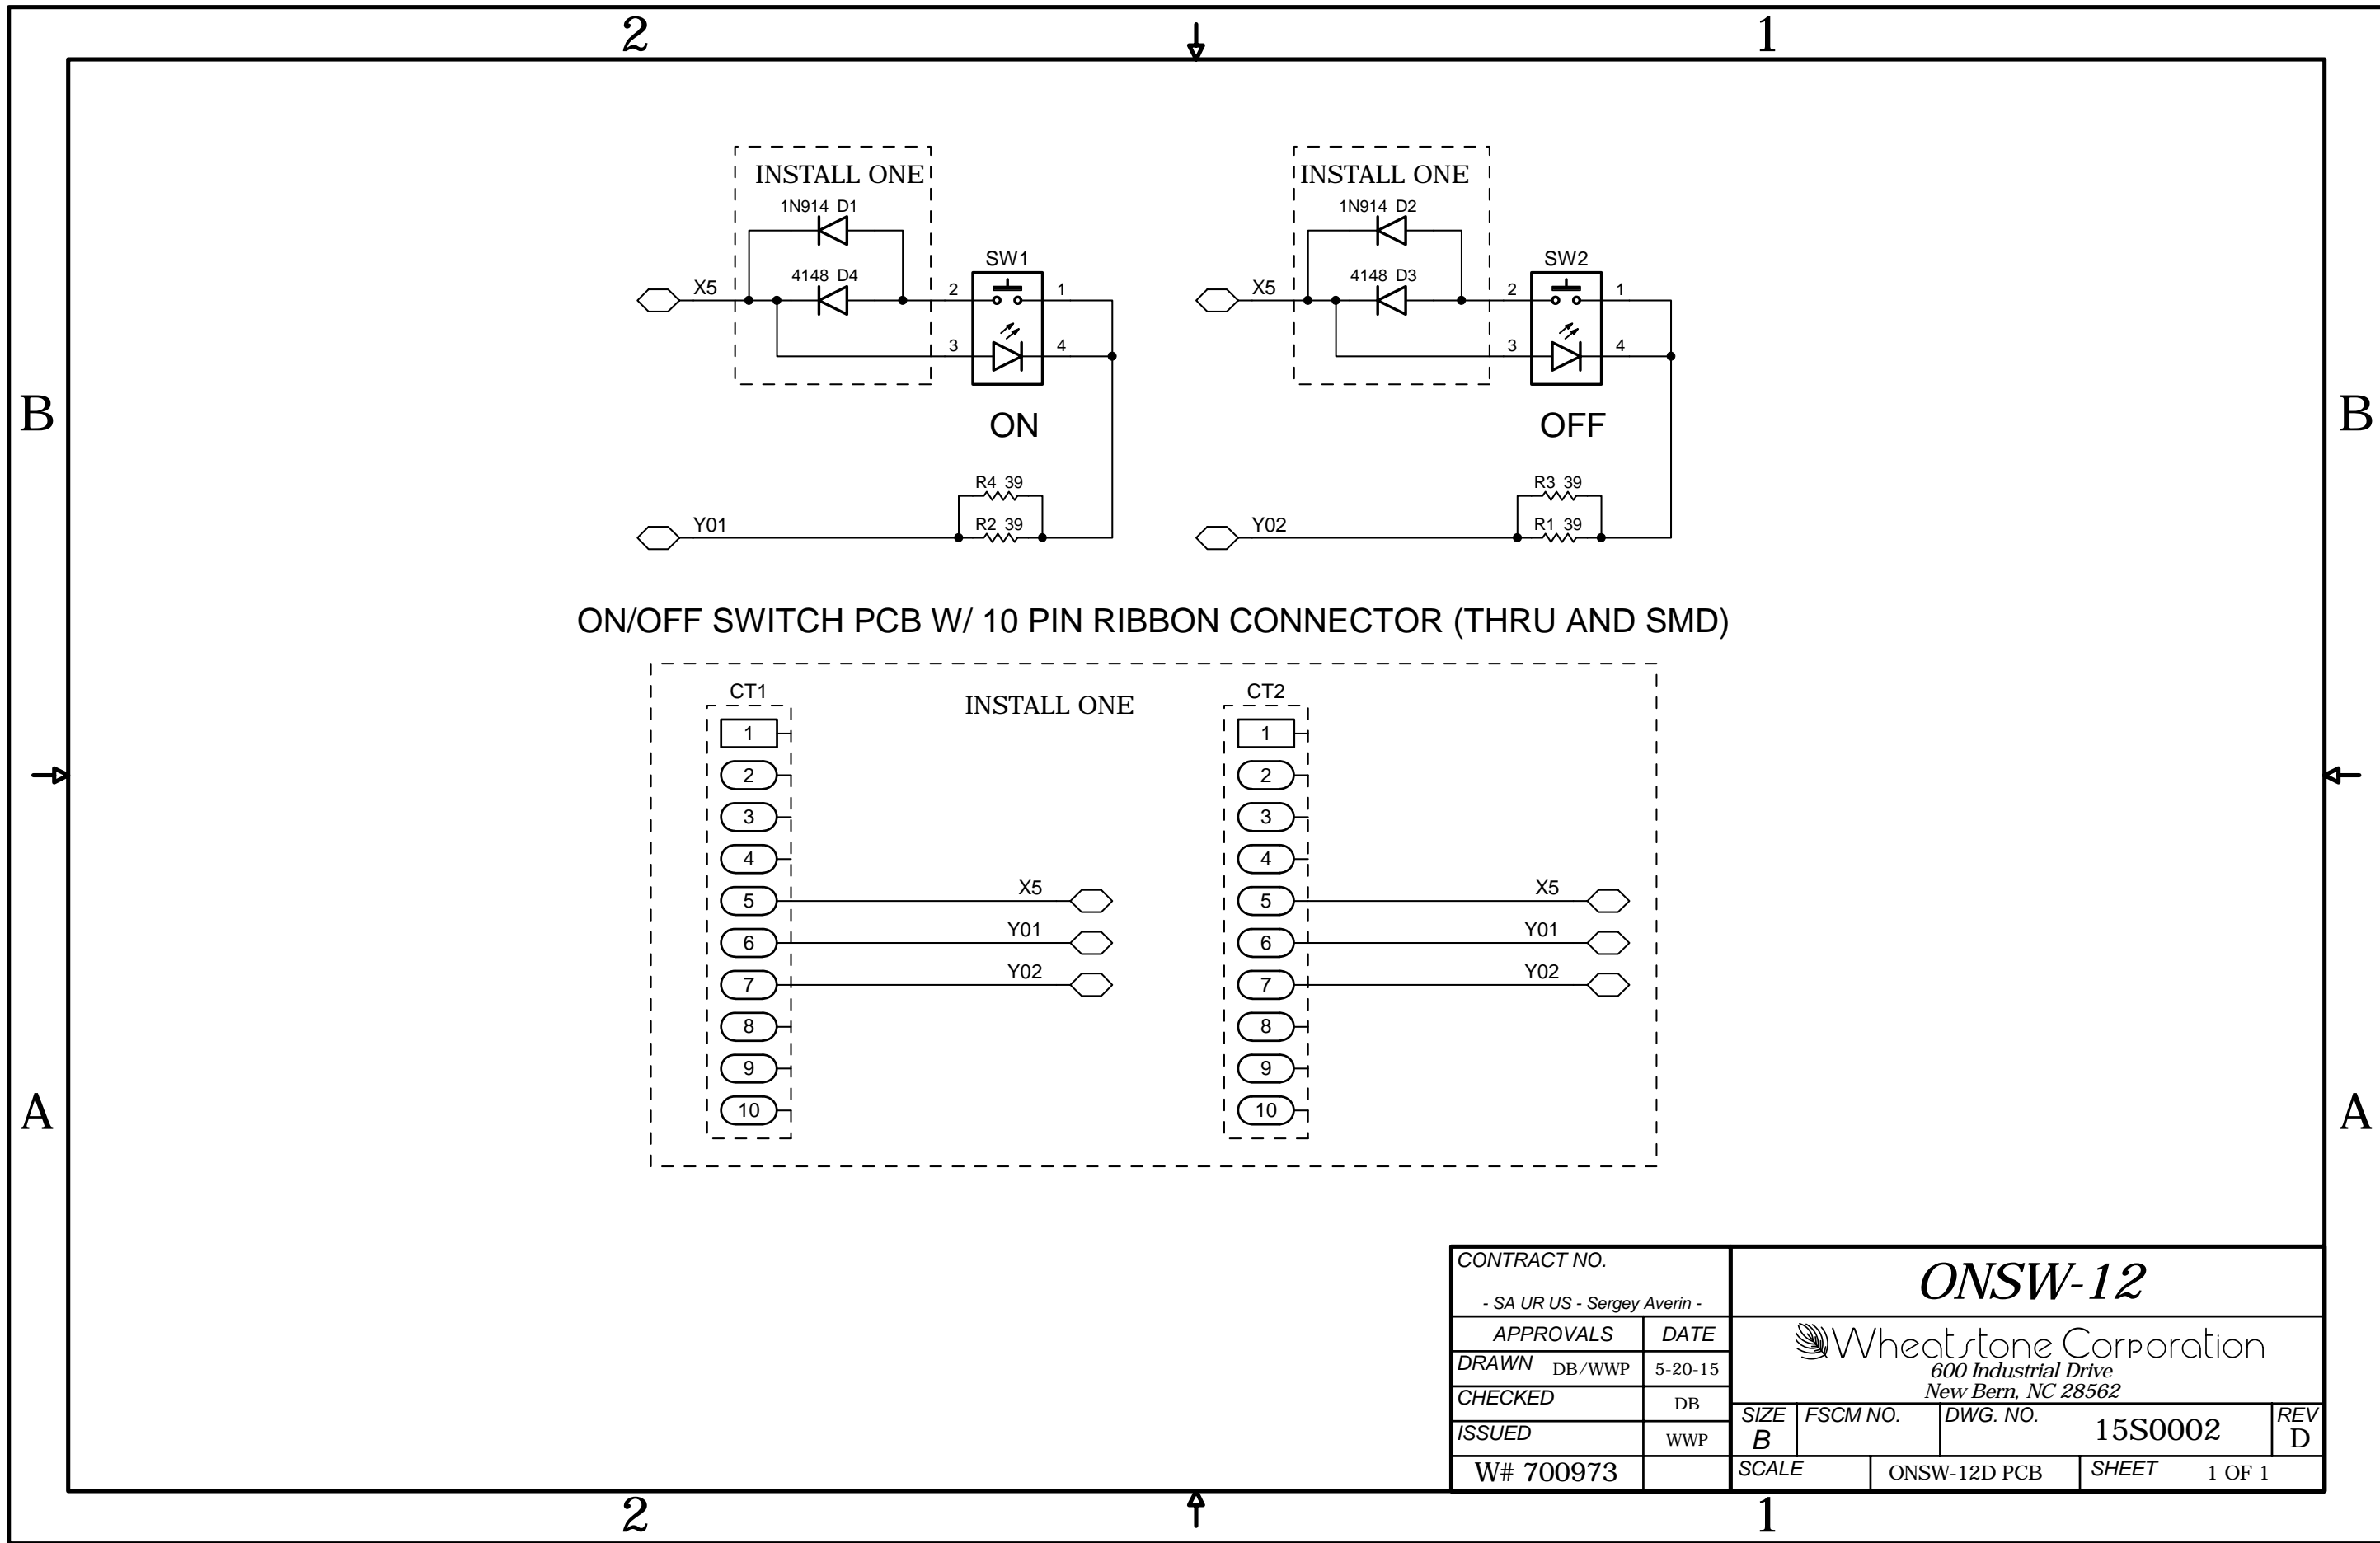 2 1
INSTALL ONE INSTALL ONE
1N914 D1 1N914 D2
SW1 SW2
4148 D4 4148 D3
X5 2 1 X5 2 1
3 4 3 4
B B
ON OFF
R4 39 R3 39
Y01 R2 39 Y02 R1 39
ON/OFF SWITCH PCB W/ 10 PIN RIBBON CONNECTOR (THRU AND SMD)
CT1 INSTALL ONE CT2
1 1
2 2
3 3
4 4
5 X5 5 X5
6 Y01 6 Y01
7 Y02 7 Y02
8 8
9 9
10 10
A A
CONTRACT NO.
- SA UR US - Sergey Averin -
APPROVALS DATE
DRAWN DB/WWP 5-20-15
CHECKED DB
ISSUED WWP
W# 700973
ONSW-12
Wheatstone Corporation
600 Industrial Drive
New Bern, NC 28562
SIZE FSCM NO. DWG. NO. REV
B 15S0002 D
SCALE ONSW-12D PCB SHEET 1 OF 1
2 1